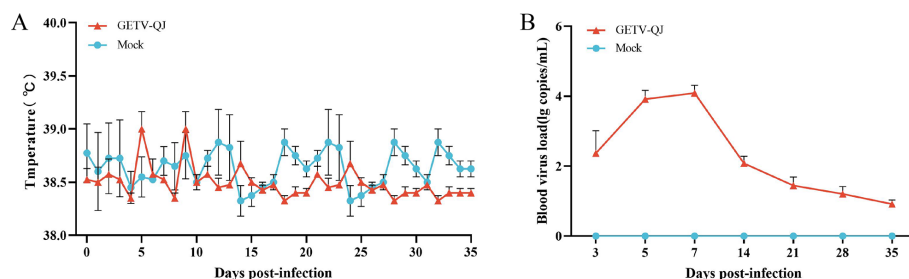 A
GETV-QJ
Mock
Tmperature(℃)
40.0
39.5
39.0
38.5
38.0
0
5
10
15
20
25
30
35
Days post-infection
B
GETV-QJ
Mock
Blood virus load(lg copies/mL)
6
4
2
0
3
5
7
14
21
28
35
Days post-infection